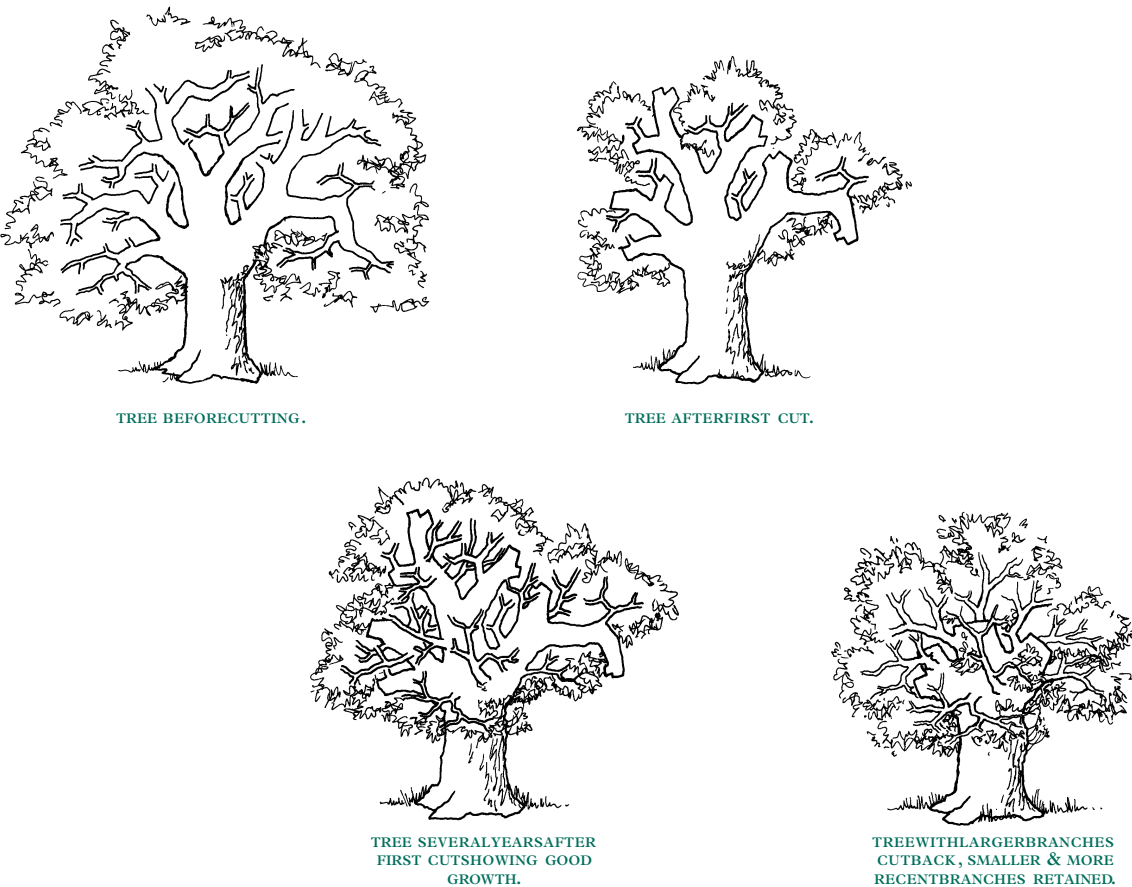 TREE BEFORECUTTING.
TREE AFTERFIRST CUT.
TREE SEVERALYEARSAFTER
FIRST CUTSHOWING GOOD
GROWTH.
TREEWITHLARGERBRANCHES
CUTBACK, SMALLER & MORE
RECENTBRANCHES RETAINED.